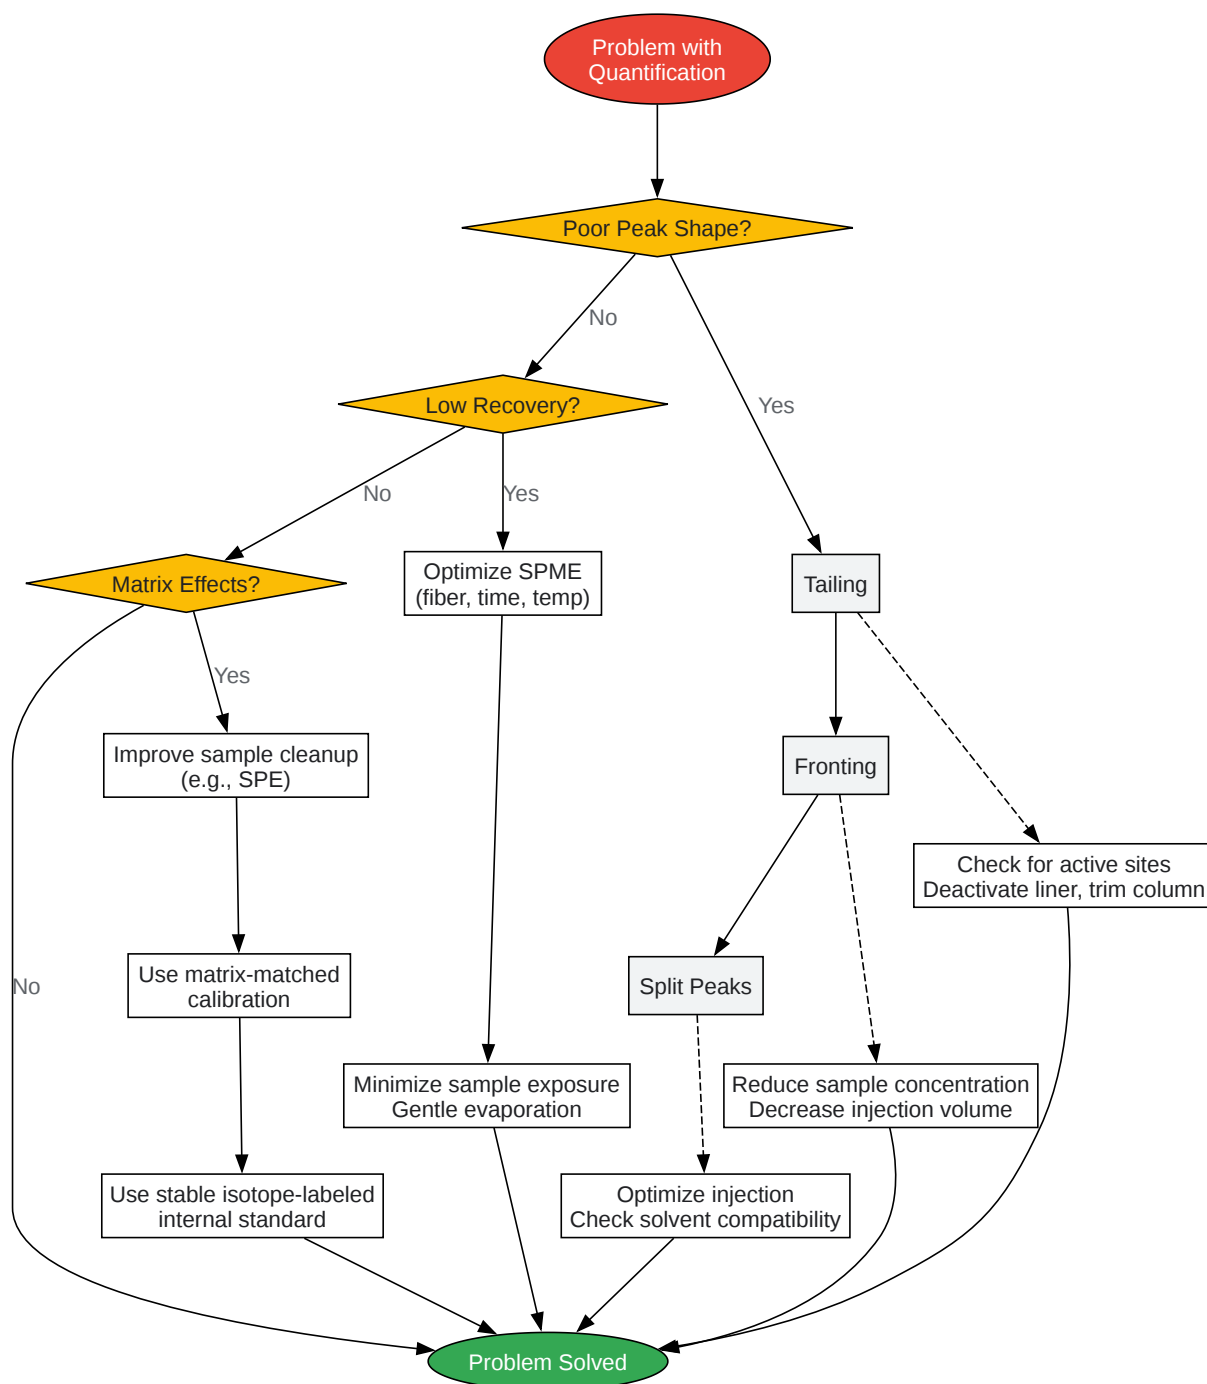 Problem with
Quantification
Poor Peak Shape?
No
Yes
Low Recovery?
No
Yes
Matrix Effects?
Optimize SPME
(fiber, time, temp)
Tailing
Yes
Improve sample cleanup
(e.g., SPE)
Fronting
Check for active sites
Deactivate liner, trim column
No
Use matrix-matched
calibration
Split Peaks
Minimize sample exposure
Gentle evaporation
Reduce sample concentration
Decrease injection volume
Use stable isotope-labeled
internal standard
Optimize injection
Check solvent compatibility
Problem Solved